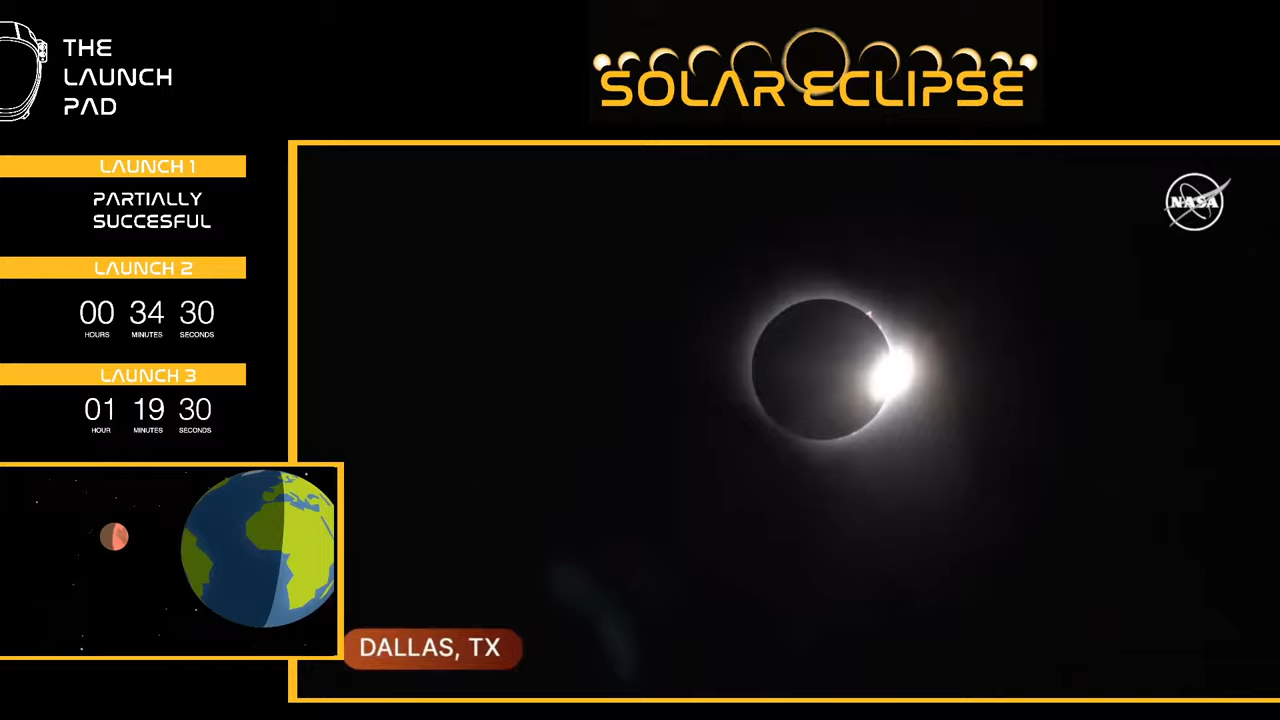 THE
LAUNCH
PAD
SOLAR ECLIPSE
LAUNCH 1
PARTIALLY
SUCCESFUL
LAUNCH 2
00 34 30
HOURS MINUTES SECONDS
LAUNCH 3
01 19 30
HOUR MINUTES SECONDS
NASA
DALLAS, TX